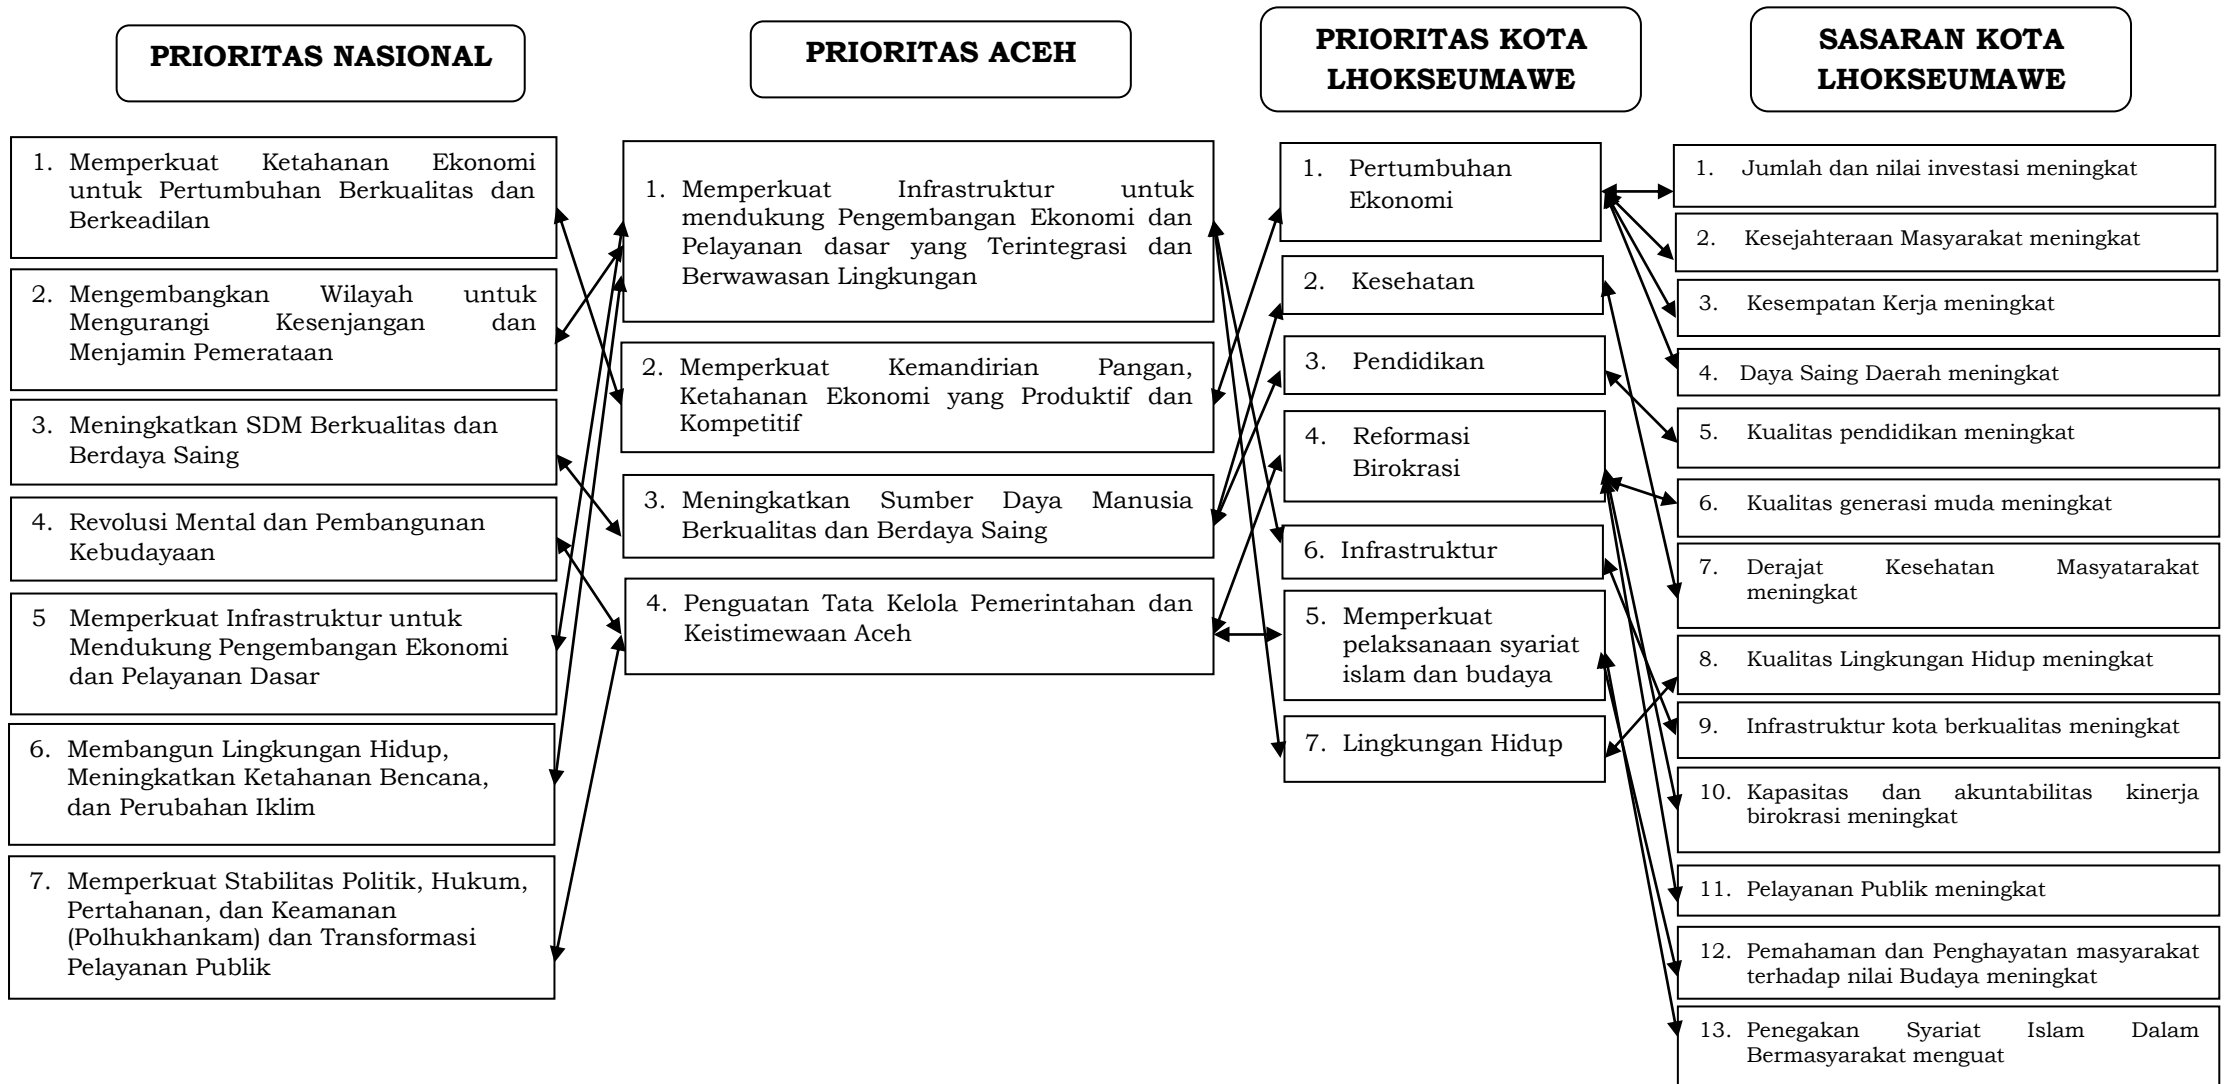 PRIORITAS NASIONAL
1. Memperkuat Ketahanan Ekonomi
untuk Pertumbuhan Berkualitas dan
Berkeadilan
2. Mengembangkan Wilayah untuk
Mengurangi Kesenjangan dan
Menjamin Pemerataan
3. Meningkatkan SDM Berkualitas dan
Berdaya Saing
4. Revolusi Mental dan Pembangunan
Kebudayaan
5 Memperkuat Infrastruktur untuk
Mendukung Pengembangan Ekonomi
dan Pelayanan Dasar
6. Membangun Lingkungan Hidup,
Meningkatkan Ketahanan Bencana,
dan Perubahan Iklim
7. Memperkuat Stabilitas Politik, Hukum,
Pertahanan, dan Keamanan
(Polhukhankam) dan Transformasi
Pelayanan Publik
PRIORITAS ACEH
1. Memperkuat Infrastruktur untuk
mendukung Pengembangan Ekonomi dan
Pelayanan dasar yang Terintegrasi dan
Berwawasan Lingkungan
2. Memperkuat Kemandirian Pangan,
Ketahanan Ekonomi yang Produktif dan
Kompetitif
3. Meningkatkan Sumber Daya Manusia
Berkualitas dan Berdaya Saing
4. Penguatan Tata Kelola Pemerintahan dan
Keistimewaan Aceh
PRIORITAS KOTA
LHOKSEUMAWE
1. Pertumbuhan
Ekonomi
2. Kesehatan
3. Pendidikan
4. Reformasi
Birokrasi
6. Infrastruktur
5. Memperkuat
pelaksanaan syariat
islam dan budaya
7. Lingkungan Hidup
SASARAN KOTA
LHOKSEUMAWE
1. Jumlah dan nilai investasi meningkat
2. Kesejahteraan Masyarakat meningkat
3. Kesempatan Kerja meningkat
4. Daya Saing Daerah meningkat
5. Kualitas pendidikan meningkat
6. Kualitas generasi muda meningkat
7. Derajat Kesehatan Masyatarakat
meningkat
8. Kualitas Lingkungan Hidup meningkat
9. Infrastruktur kota berkualitas meningkat
10. Kapasitas dan akuntabilitas kinerja
birokrasi meningkat
11. Pelayanan Publik meningkat
12. Pemahaman dan Penghayatan masyarakat
terhadap nilai Budaya meningkat
13. Penegakan Syariat Islam Dalam
Bermasyarakat menguat